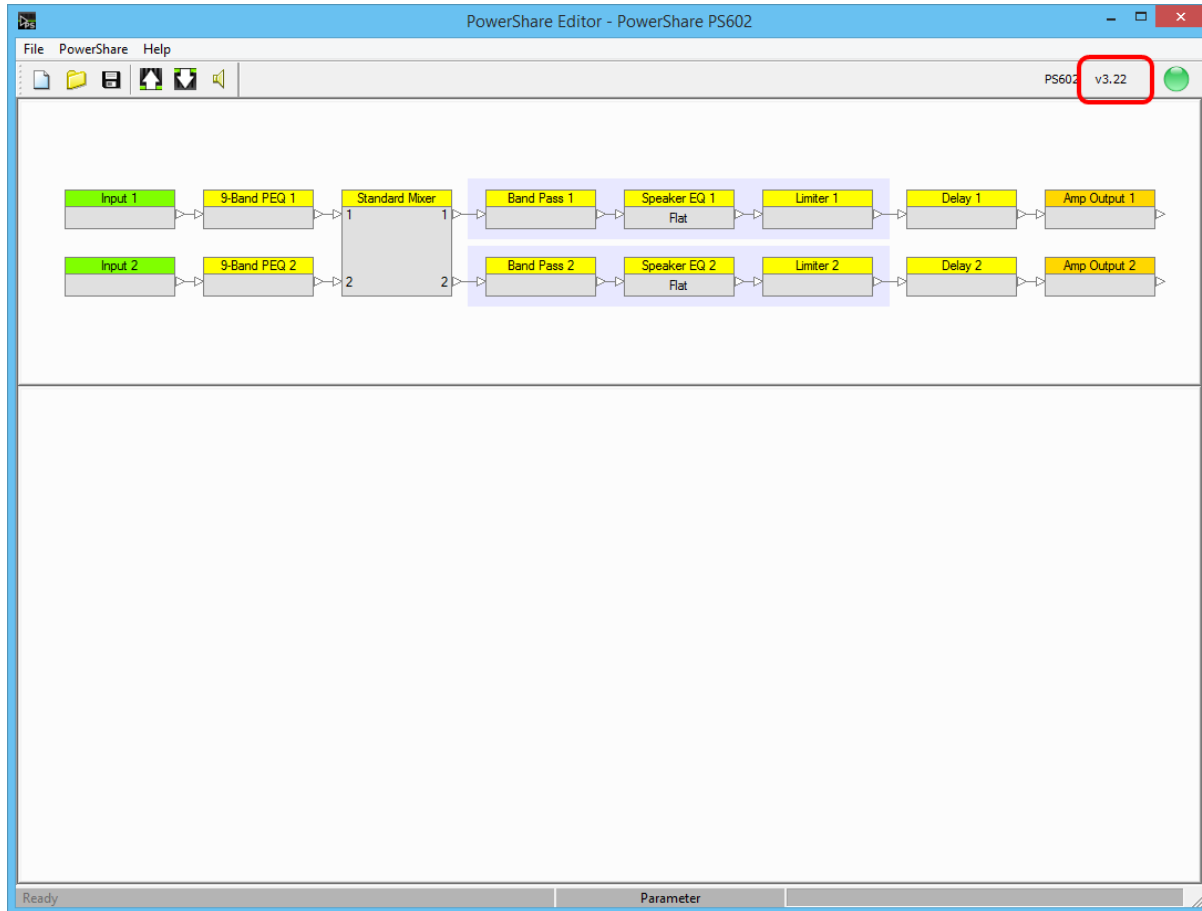 PS
PowerShare Editor - PowerShare PS602
File PowerShare Help
PS602 v3.22
Input 1 9-Band PEQ 1 Standard Mixer Band Pass 1 Speaker EQ 1 Limiter 1 Delay 1 Amp Output 1
1 1 Flat
Input 2 9-Band PEQ 2 Band Pass 2 Speaker EQ 2 Limiter 2 Delay 2 Amp Output 2
2 2 Flat
Ready Parameter